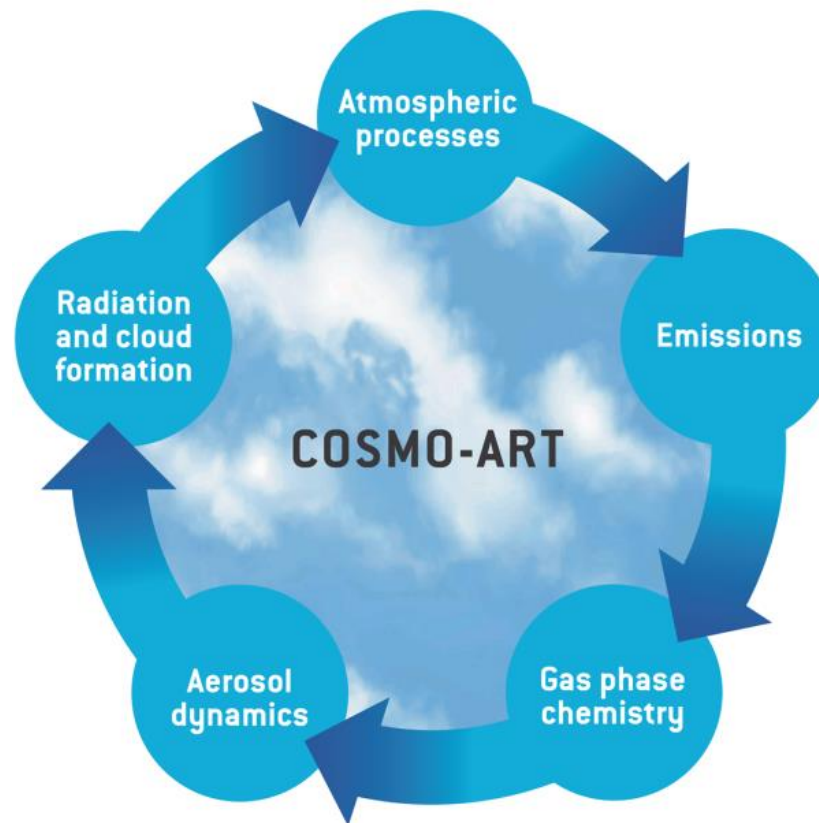 Atmospheric
processes
Emissions
Gas phase
chemistry
Aerosol
dynamics
Radiation
and cloud
formation
COSMO-ART